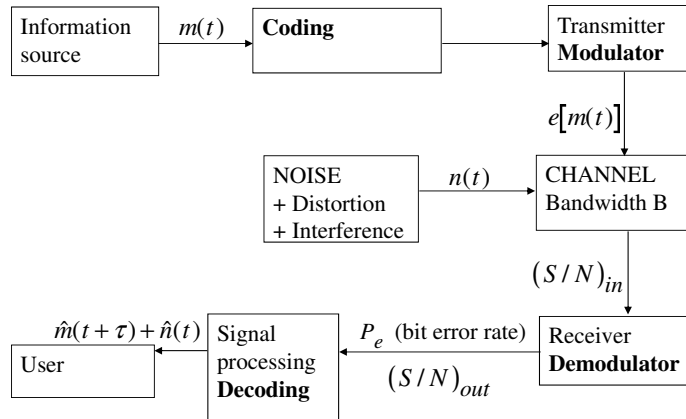 Information
source
m(t)
Coding
Transmitter
Modulator
e[m(t)]
NOISE
+ Distortion
+ Interference
n(t)
CHANNEL
Bandwidth B
(S / N)in
m̂(t + τ) + n̂(t)
User
Signal
processing
Decoding
Pe (bit error rate)
(S / N)out
Receiver
Demodulator